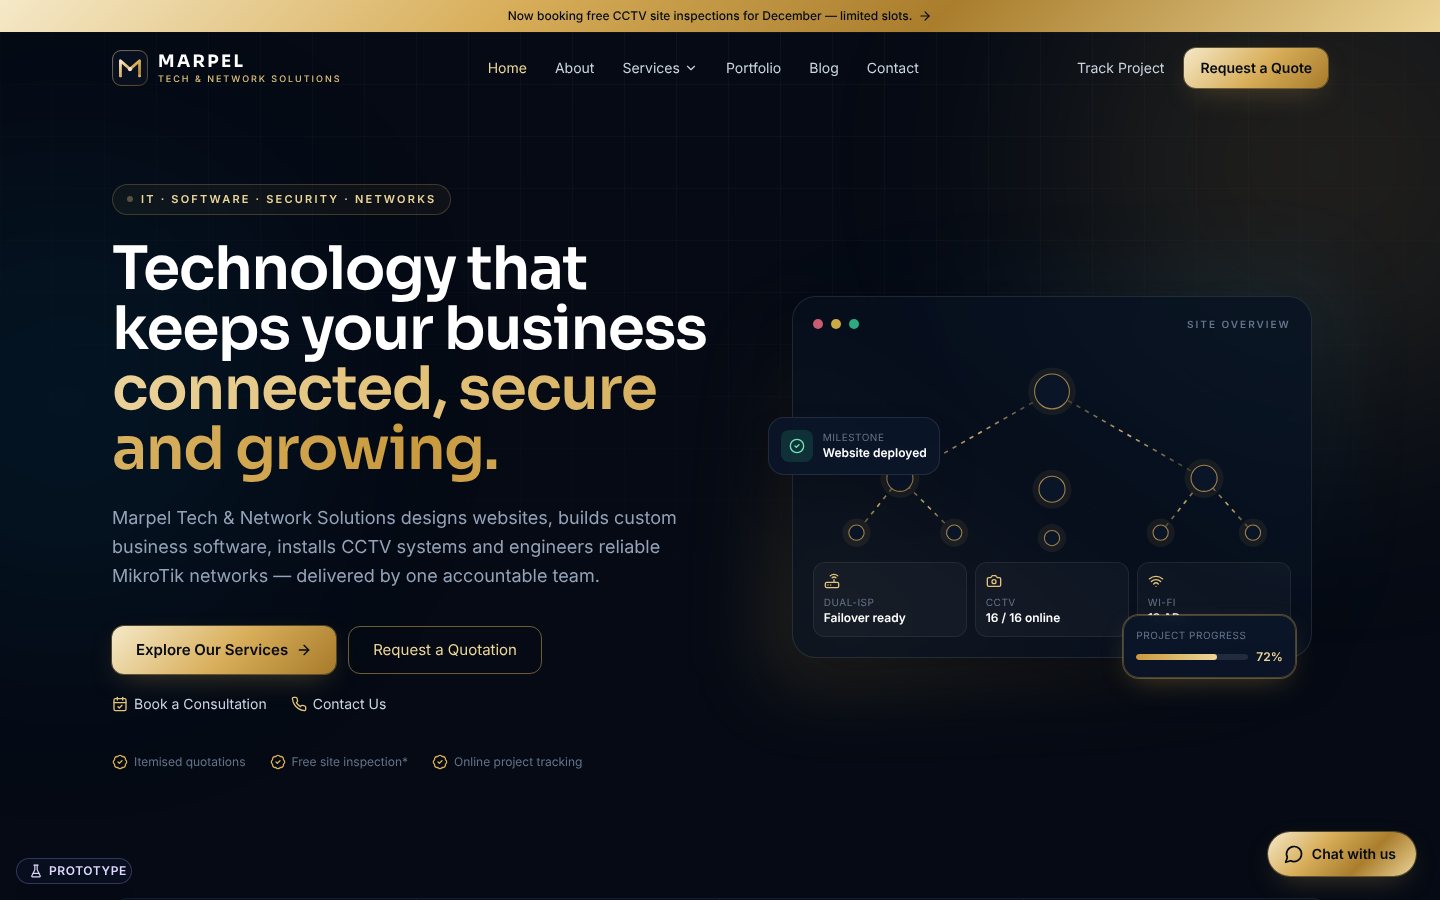 Now booking free CCTV site inspections for December — limited slots. →
MARPEL
TECH & NETWORK SOLUTIONS
Home
About
Services
Portfolio
Blog
Contact
Track Project
Request a Quote
IT · SOFTWARE · SECURITY · NETWORKS
Technology that
keeps your business
connected, secure
and growing.
Marpel Tech & Network Solutions designs websites, builds custom
business software, installs CCTV systems and engineers reliable
MikroTik networks — delivered by one accountable team.
Explore Our Services →
Request a Quotation
Book a Consultation
Contact Us
Itemised quotations
Free site inspection*
Online project tracking
SITE OVERVIEW
MILESTONE
Website deployed
DUAL-ISP
Failover ready
CCTV
16 / 16 online
WI-FI
PROJECT PROGRESS
72%
PROTOTYPE
Chat with us